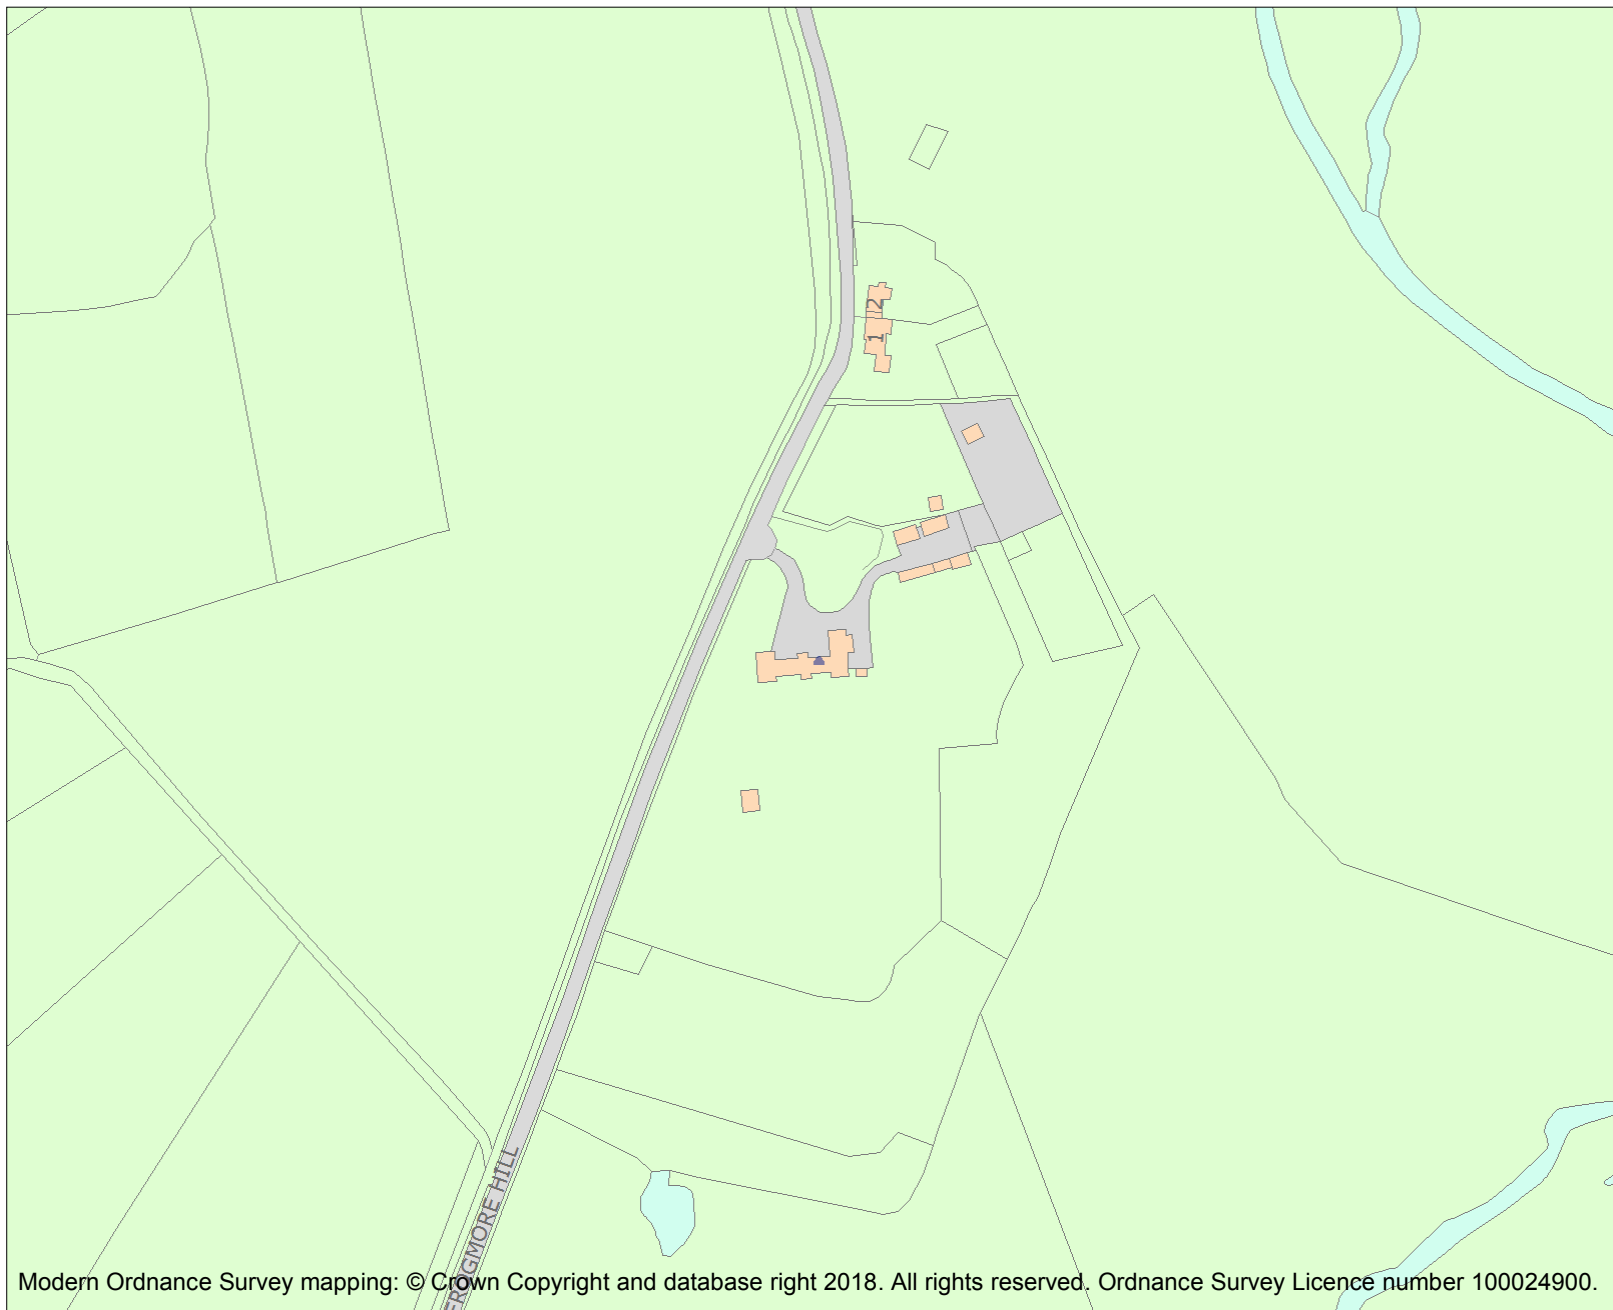 2
1
FROGMORE HILL
Modern Ordnance Survey mapping: © Crown Copyright and database right 2018. All rights reserved. Ordnance Survey Licence number 100024900.